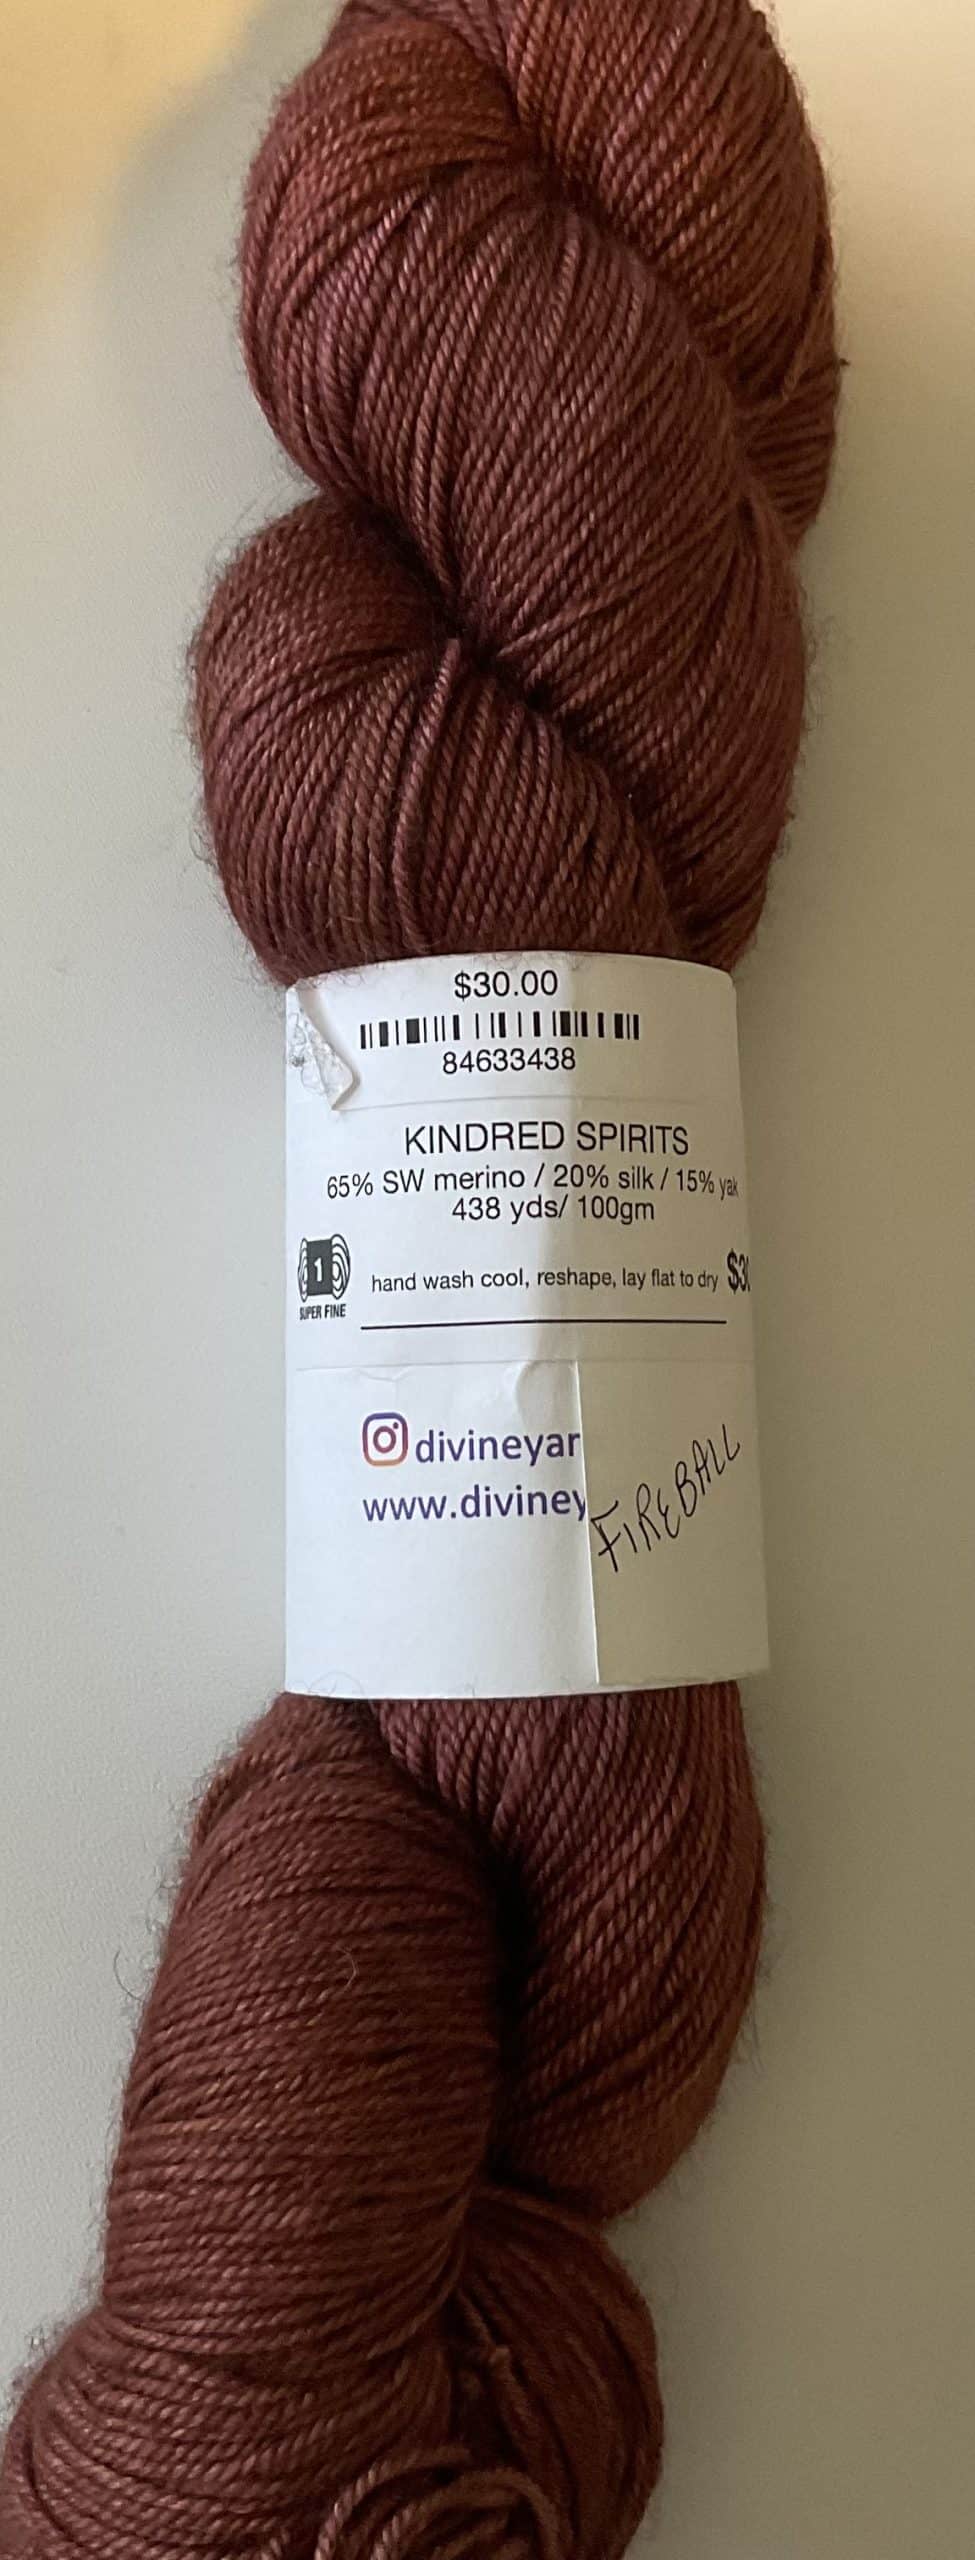 $30.00
84633438
KINDRED SPIRITS
65% SW merino / 20% silk / 15% yak
438 yds/ 100gm
1
SUPER FINE
hand wash cool, reshape, lay flat to dry $30
divineyar
www.diviney
FIREBALL